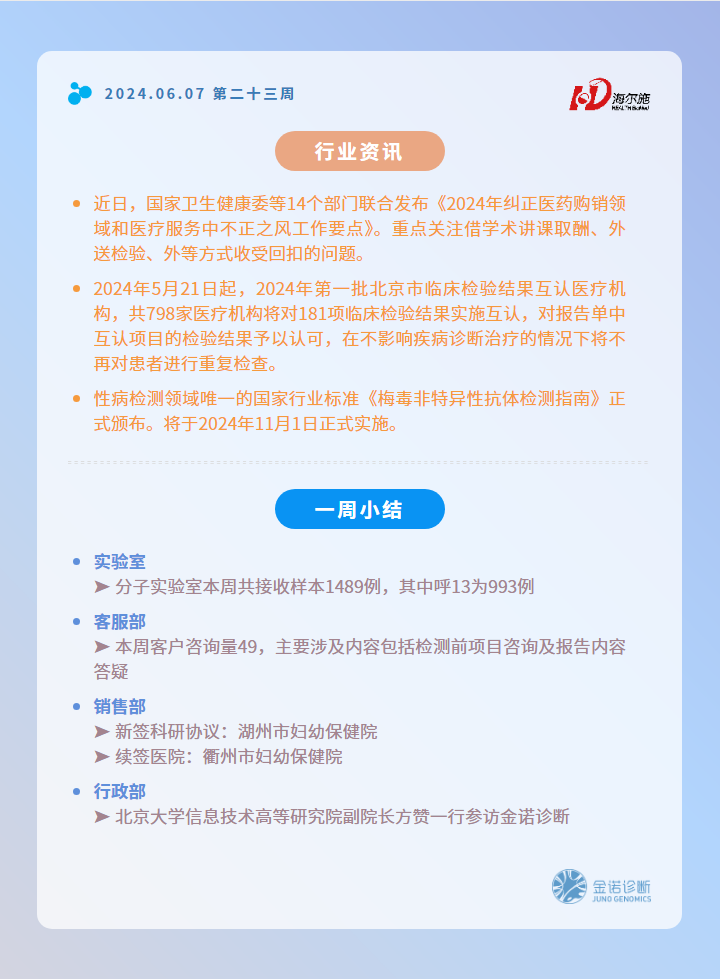 2024.06.07 第二十三周
海尔施
HEALTH BioMed
行业资讯
近日，国家卫生健康委等14个部门联合发布《2024年纠正医药购销领
域和医疗服务中不正之风工作要点》。重点关注借学术讲课取酬、外
送检验、外等方式收受回扣的问题。
2024年5月21日起，2024年第一批北京市临床检验结果互认医疗机
构，共798家医疗机构将对181项临床检验结果实施互认，对报告单中
互认项目的检验结果予以认可，在不影响疾病诊断治疗的情况下将不
再对患者进行重复检查。
性病检测领域唯一的国家行业标准《梅毒非特异性抗体检测指南》正
式颁布。将于2024年11月1日正式实施。
一周小结
实验室
➤ 分子实验室本周共接收样本1489例，其中呼13为993例
客服部
➤ 本周客户咨询量49，主要涉及内容包括检测前项目咨询及报告内容
答疑
销售部
➤ 新签科研协议：湖州市妇幼保健院
➤ 续签医院：衢州市妇幼保健院
行政部
➤ 北京大学信息技术高等研究院副院长方赞一行参访金诺诊断
金诺诊断
JUNO GENOMICS